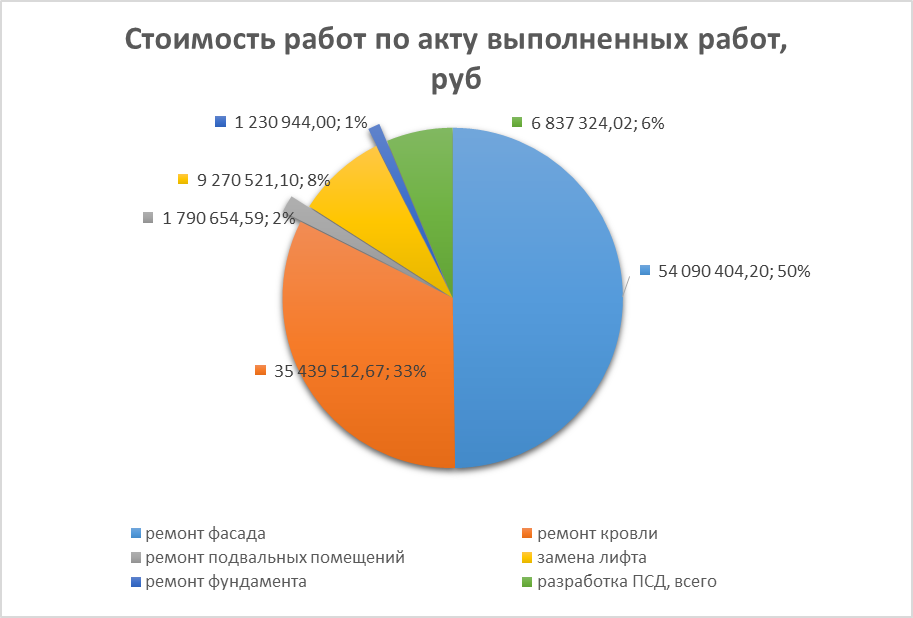 Стоимость работ по акту выполненных работ,
руб
1 230 944,00; 1%
6 837 324,02; 6%
9 270 521,10; 8%
1 790 654,59; 2%
54 090 404,20; 50%
35 439 512,67; 33%
ремонт фасада
ремонт кровли
ремонт подвальных помещений
замена лифта
ремонт фундамента
разработка ПСД, всего